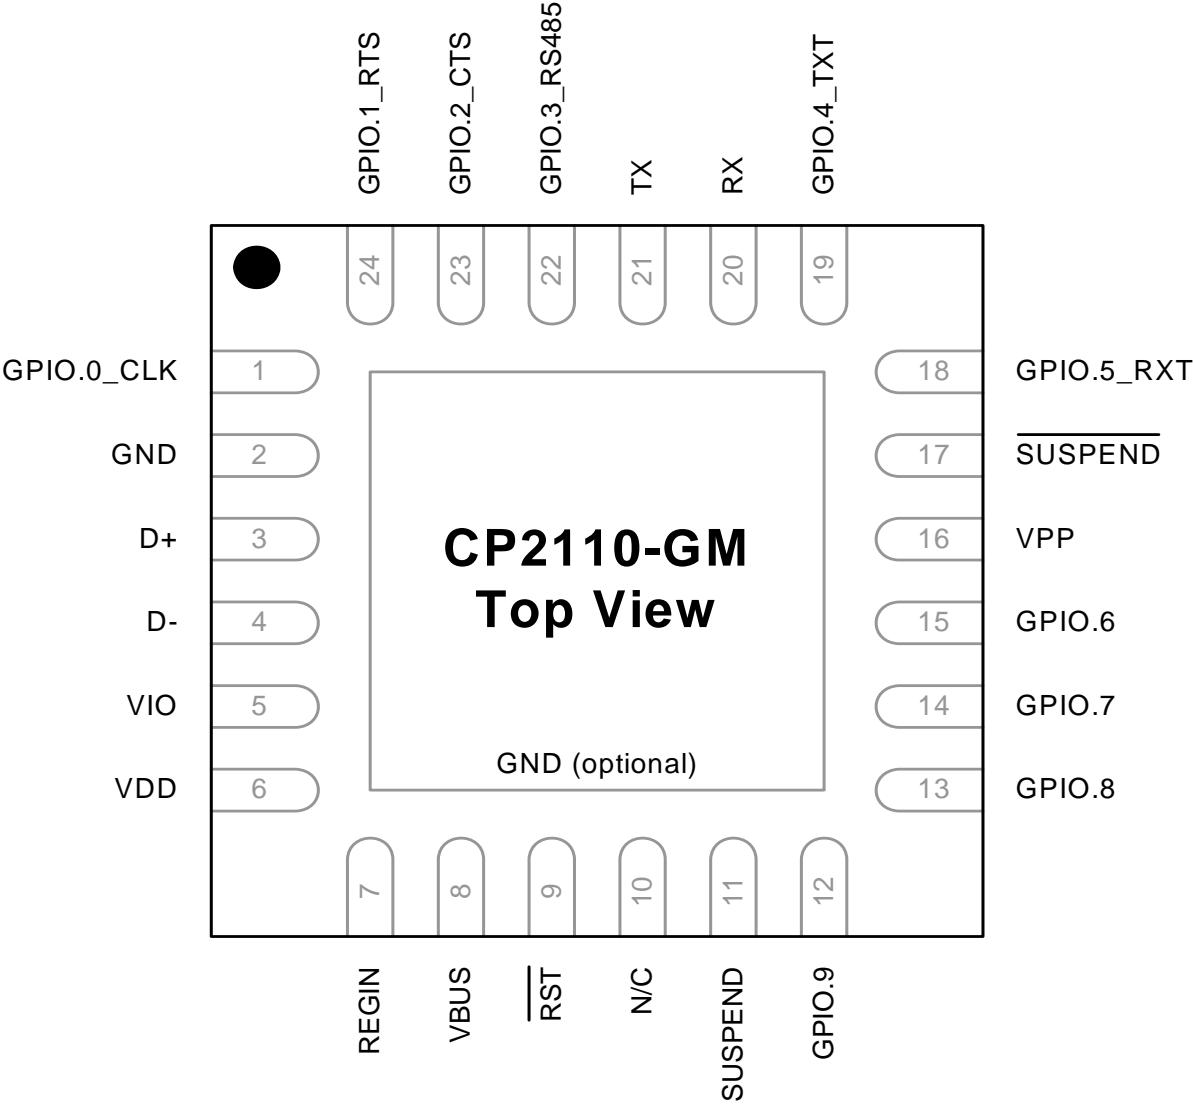 GPIO.1_RTS
GPIO.2_CTS
GPIO.3_RS485
TX
RX
GPIO.4_TXT
24
23
22
21
20
19
GPIO.0_CLK 1
18 GPIO.5_RXT
GND 2
17 SUSPEND
D+ 3
16 VPP
D- 4
15 GPIO.6
VIO 5
14 GPIO.7
VDD 6
13 GPIO.8
CP2110-GM
Top View
GND (optional)
7
8
9
10
11
12
REGIN
VBUS
RST
N/C
SUSPEND
GPIO.9